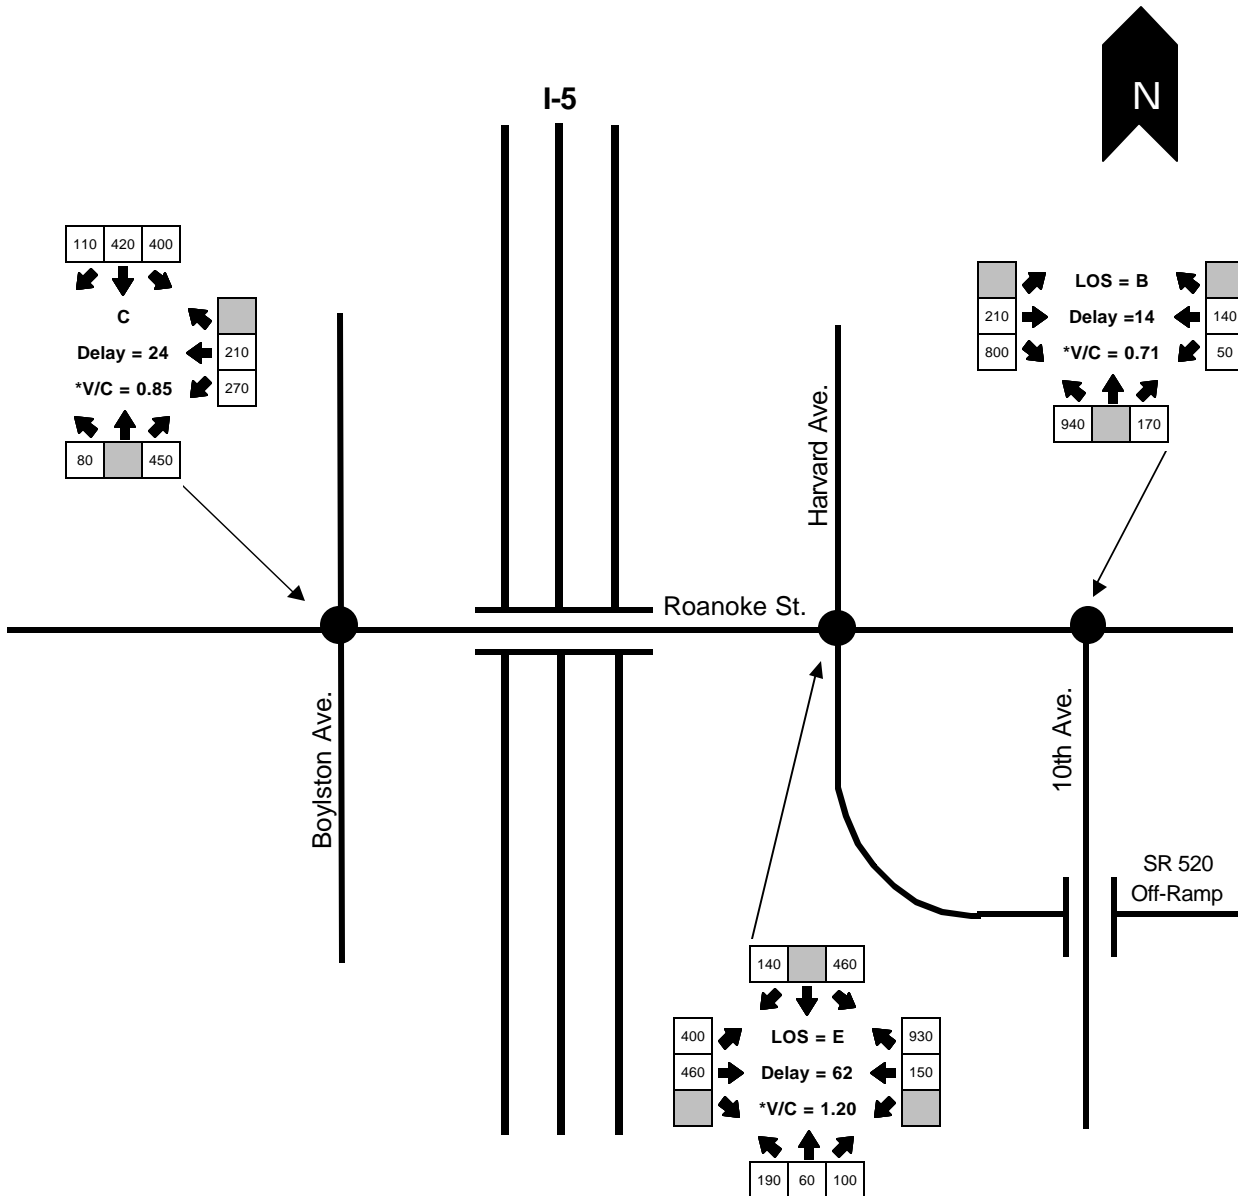 N
I-5
110 420 400
C
Delay = 24
*V/C = 0.85
210
270
80 450
LOS = B
Delay =14
*V/C = 0.71
210
800
140
50
940 170
Harvard Ave.
Roanoke St.
Boylston Ave.
10th Ave.
SR 520
Off-Ramp
140 460
400
460
LOS = E
Delay = 62
*V/C = 1.20
930
150
190 60 100